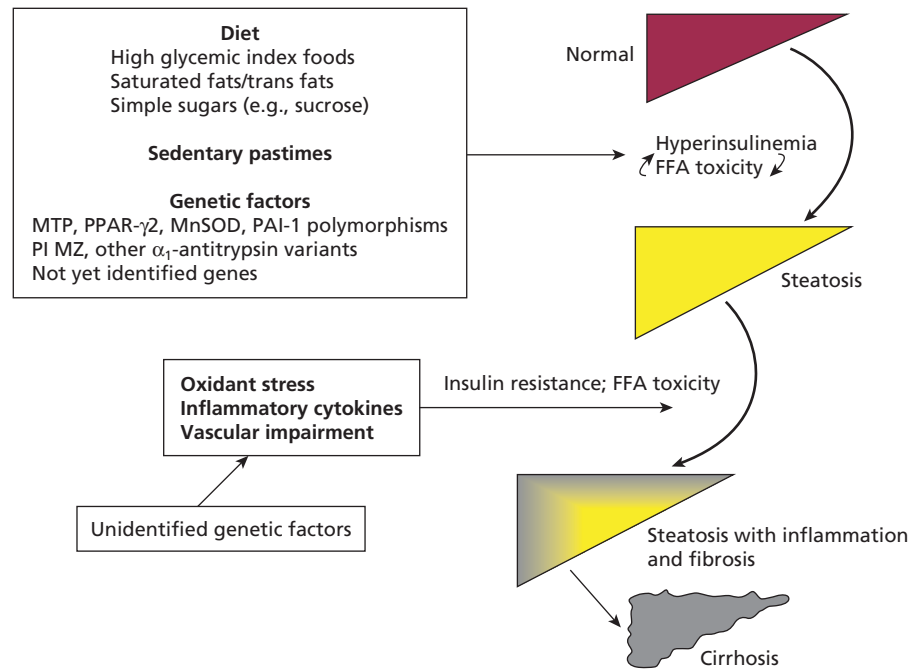 Diet
High glycemic index foods
Saturated fats/trans fats
Simple sugars (e.g., sucrose)
Sedentary pastimes
Genetic factors
MTP, PPAR-γ2, MnSOD, PAI-1 polymorphisms
PI MZ, other α₁-antitrypsin variants
Not yet identified genes
Normal
Hyperinsulinemia
FFA toxicity
Steatosis
Oxidant stress
Inflammatory cytokines
Vascular impairment
Insulin resistance; FFA toxicity
Unidentified genetic factors
Steatosis with inflammation
and fibrosis
Cirrhosis